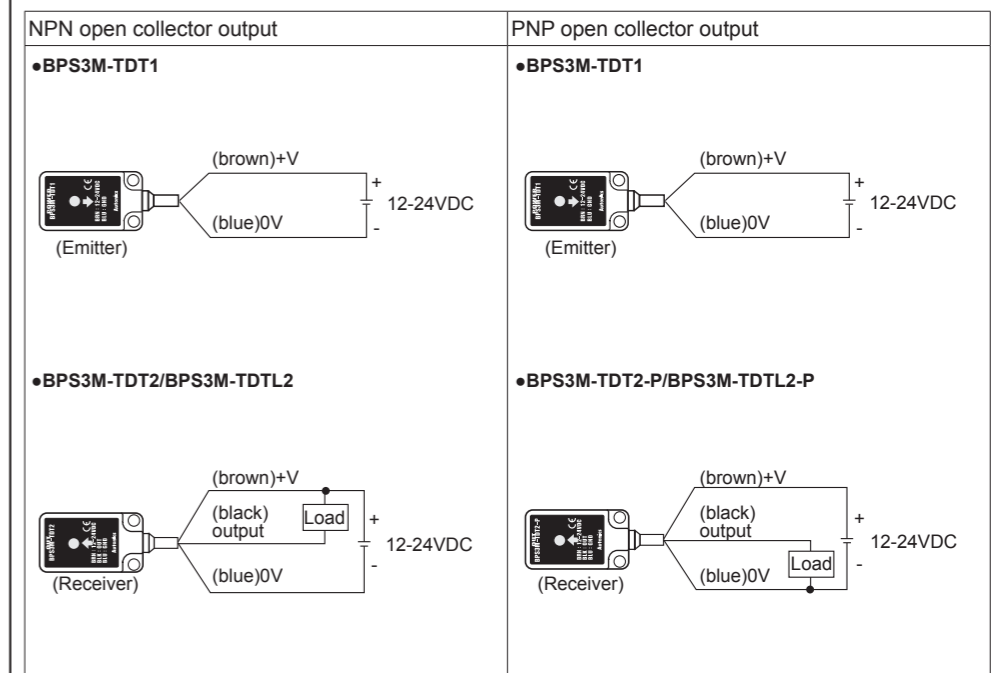 NPN open collector output
●BPS3M-TDT1
(brown)+V
+
12-24VDC
(blue)0V
-
(Emitter)
●BPS3M-TDT2/BPS3M-TDTL2
(brown)+V
(black)
output
Load
+
12-24VDC
(blue)0V
-
(Receiver)
PNP open collector output
●BPS3M-TDT1
(brown)+V
+
12-24VDC
(blue)0V
-
(Emitter)
●BPS3M-TDT2-P/BPS3M-TDTL2-P
(brown)+V
(black)
output
+
12-24VDC
Load
(blue)0V
-
(Receiver)